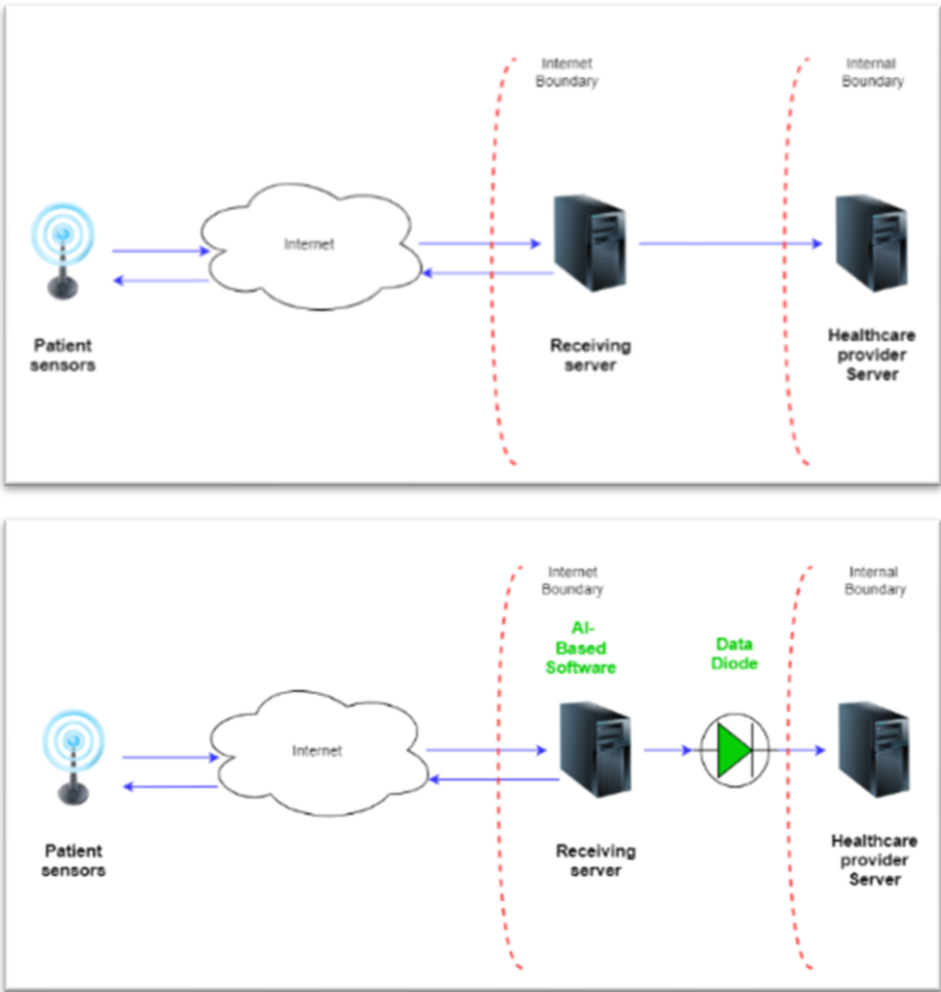 Internet
Boundary
Internal
Boundary
Internet
Patient
sensors
Receiving
server
Healthcare
provider
Server
Internet
Boundary
Internal
Boundary
AI-
Based
Software
Data
Diode
Internet
Patient
sensors
Receiving
server
Healthcare
provider
Server